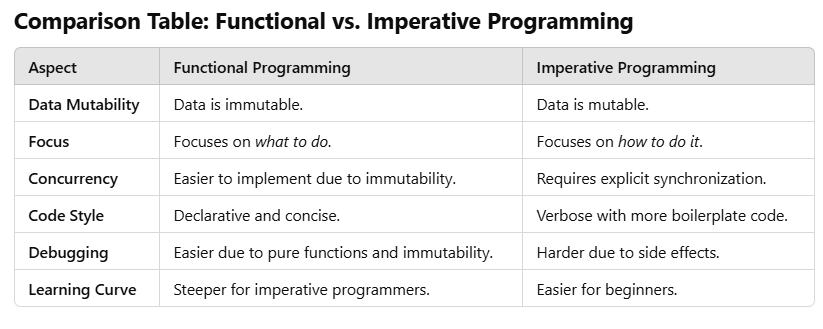 Comparison Table: Functional vs. Imperative Programming
Aspect Functional Programming Imperative Programming
Data Mutability Data is immutable. Data is mutable.
Focus Focuses on what to do. Focuses on how to do it.
Concurrency Easier to implement due to immutability. Requires explicit synchronization.
Code Style Declarative and concise. Verbose with more boilerplate code.
Debugging Easier due to pure functions and immutability. Harder due to side effects.
Learning Curve Steeper for imperative programmers. Easier for beginners.